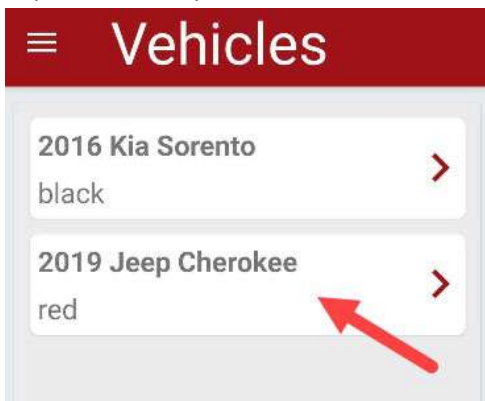 Vehicles
2016 Kia Sorento
black
2019 Jeep Cherokee
red